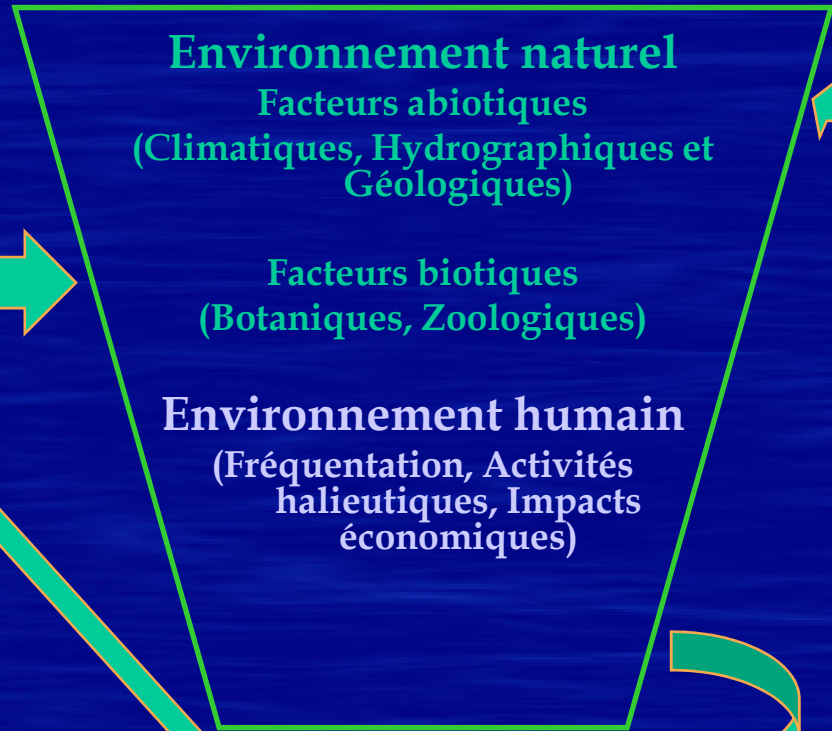 Environnement naturel
Facteurs abiotiques
(Climatiques, Hydrographiques et
Géologiques)
Facteurs biotiques
(Botaniques, Zoologiques)
Environnement humain
(Fréquentation, Activités
halieutiques, Impacts
économiques)